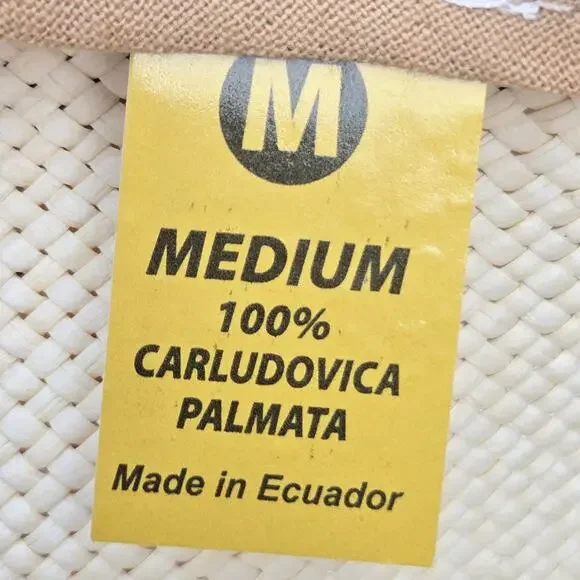 M
MEDIUM
100%
CARLUDOVICA
PALMATA
Made in Ecuador